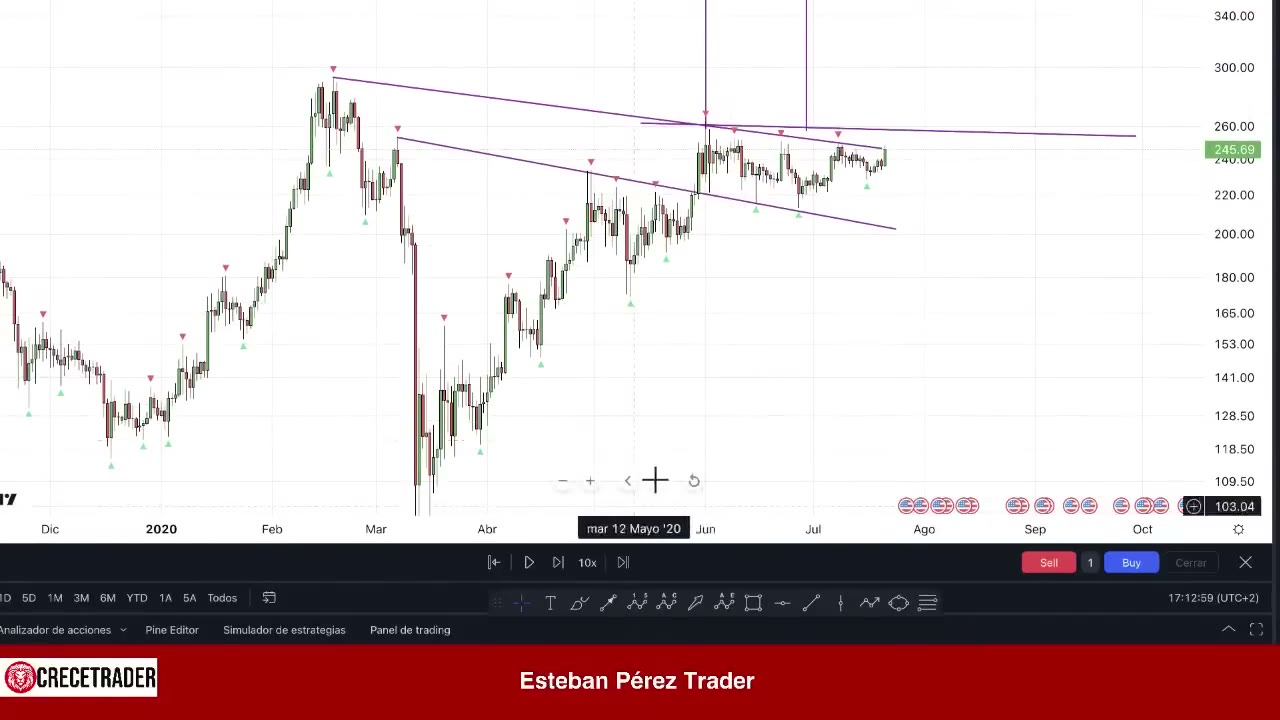 340.00
300.00
260.00
245.69
240.00
220.00
200.00
180.00
165.00
153.00
141.00
128.50
118.50
109.50
103.04
Dic 2020 Feb Mar Abr mar 12 Mayo '20 Jun Jul Ago Sep Oct
10x Sell 1 Buy Cerrar
1D 5D 1M 3M 6M YTD 1A 5A Todos 17:12:59 (UTC+2)
Analizador de acciones Pine Editor Simulador de estrategias Panel de trading
CRECETRADER
Esteban Pérez Trader